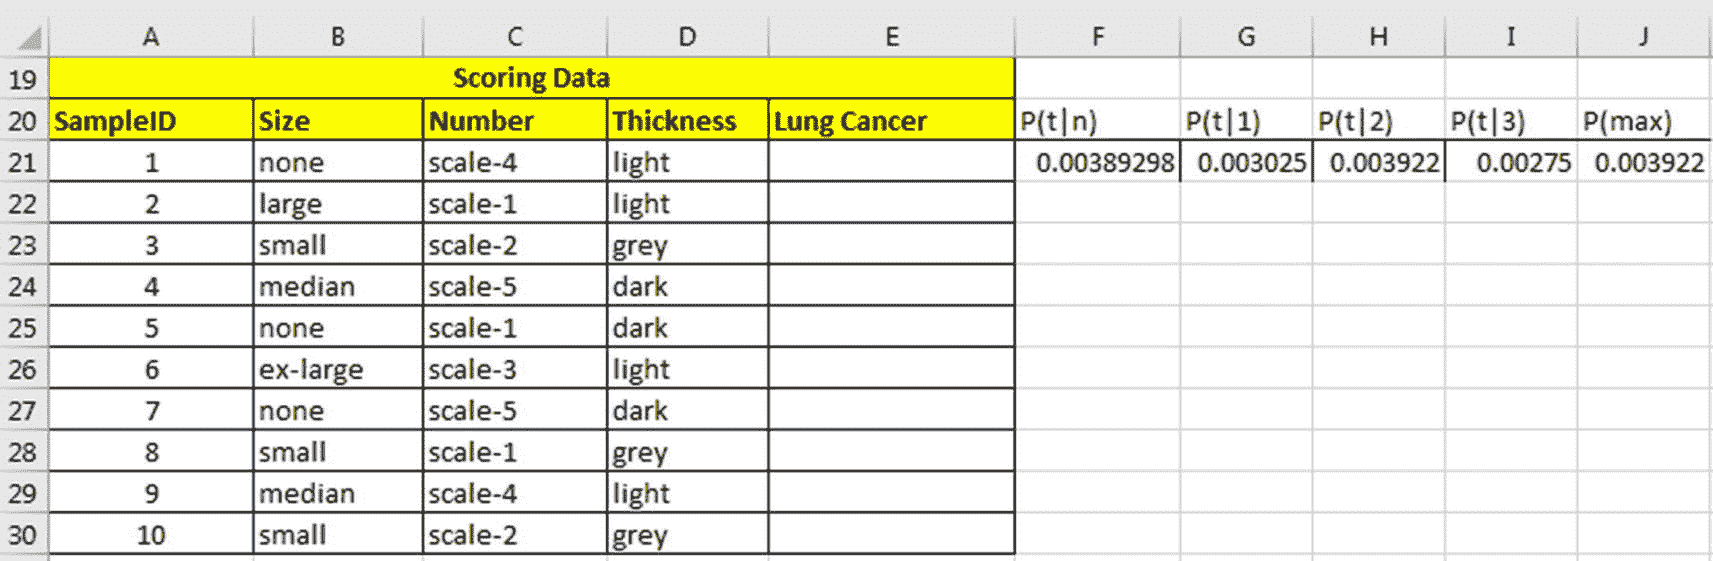 A B C D E F G H I J
19 Scoring Data
20 SampleID Size Number Thickness Lung Cancer P(t|n) P(t|1) P(t|2) P(t|3) P(max)
21 1 none scale-4 light 0.00389298 0.003025 0.003922 0.00275 0.003922
22 2 large scale-1 light
23 3 small scale-2 grey
24 4 median scale-5 dark
25 5 none scale-1 dark
26 6 ex-large scale-3 light
27 7 none scale-5 dark
28 8 small scale-1 grey
29 9 median scale-4 light
30 10 small scale-2 grey